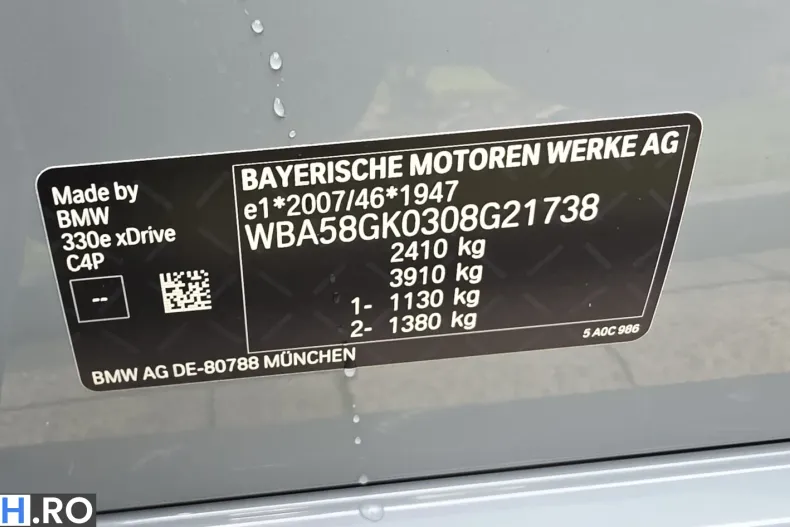 Made by
BMW
330e xDrive
C4P
--
BAYERISCHE MOTOREN WERKE AG
e1*2007/46*1947
WBA58GK0308G21738
2410 kg
3910 kg
1- 1130 kg
2- 1380 kg
5 A0C 986
BMW AG DE-80788 MÜNCHEN
H.RO